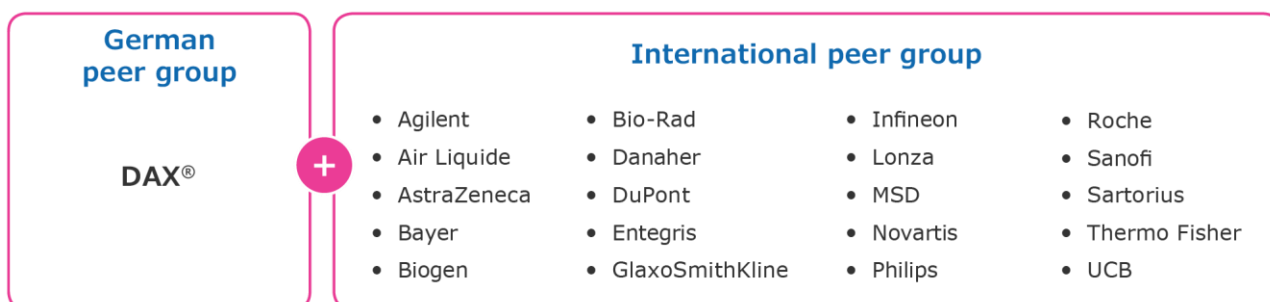 German
peer group
DAX®
+
International peer group
• Agilent
• Air Liquide
• AstraZeneca
• Bayer
• Biogen
• Bio-Rad
• Danaher
• DuPont
• Entegris
• GlaxoSmithKline
• Infineon
• Lonza
• MSD
• Novartis
• Philips
• Roche
• Sanofi
• Sartorius
• Thermo Fisher
• UCB